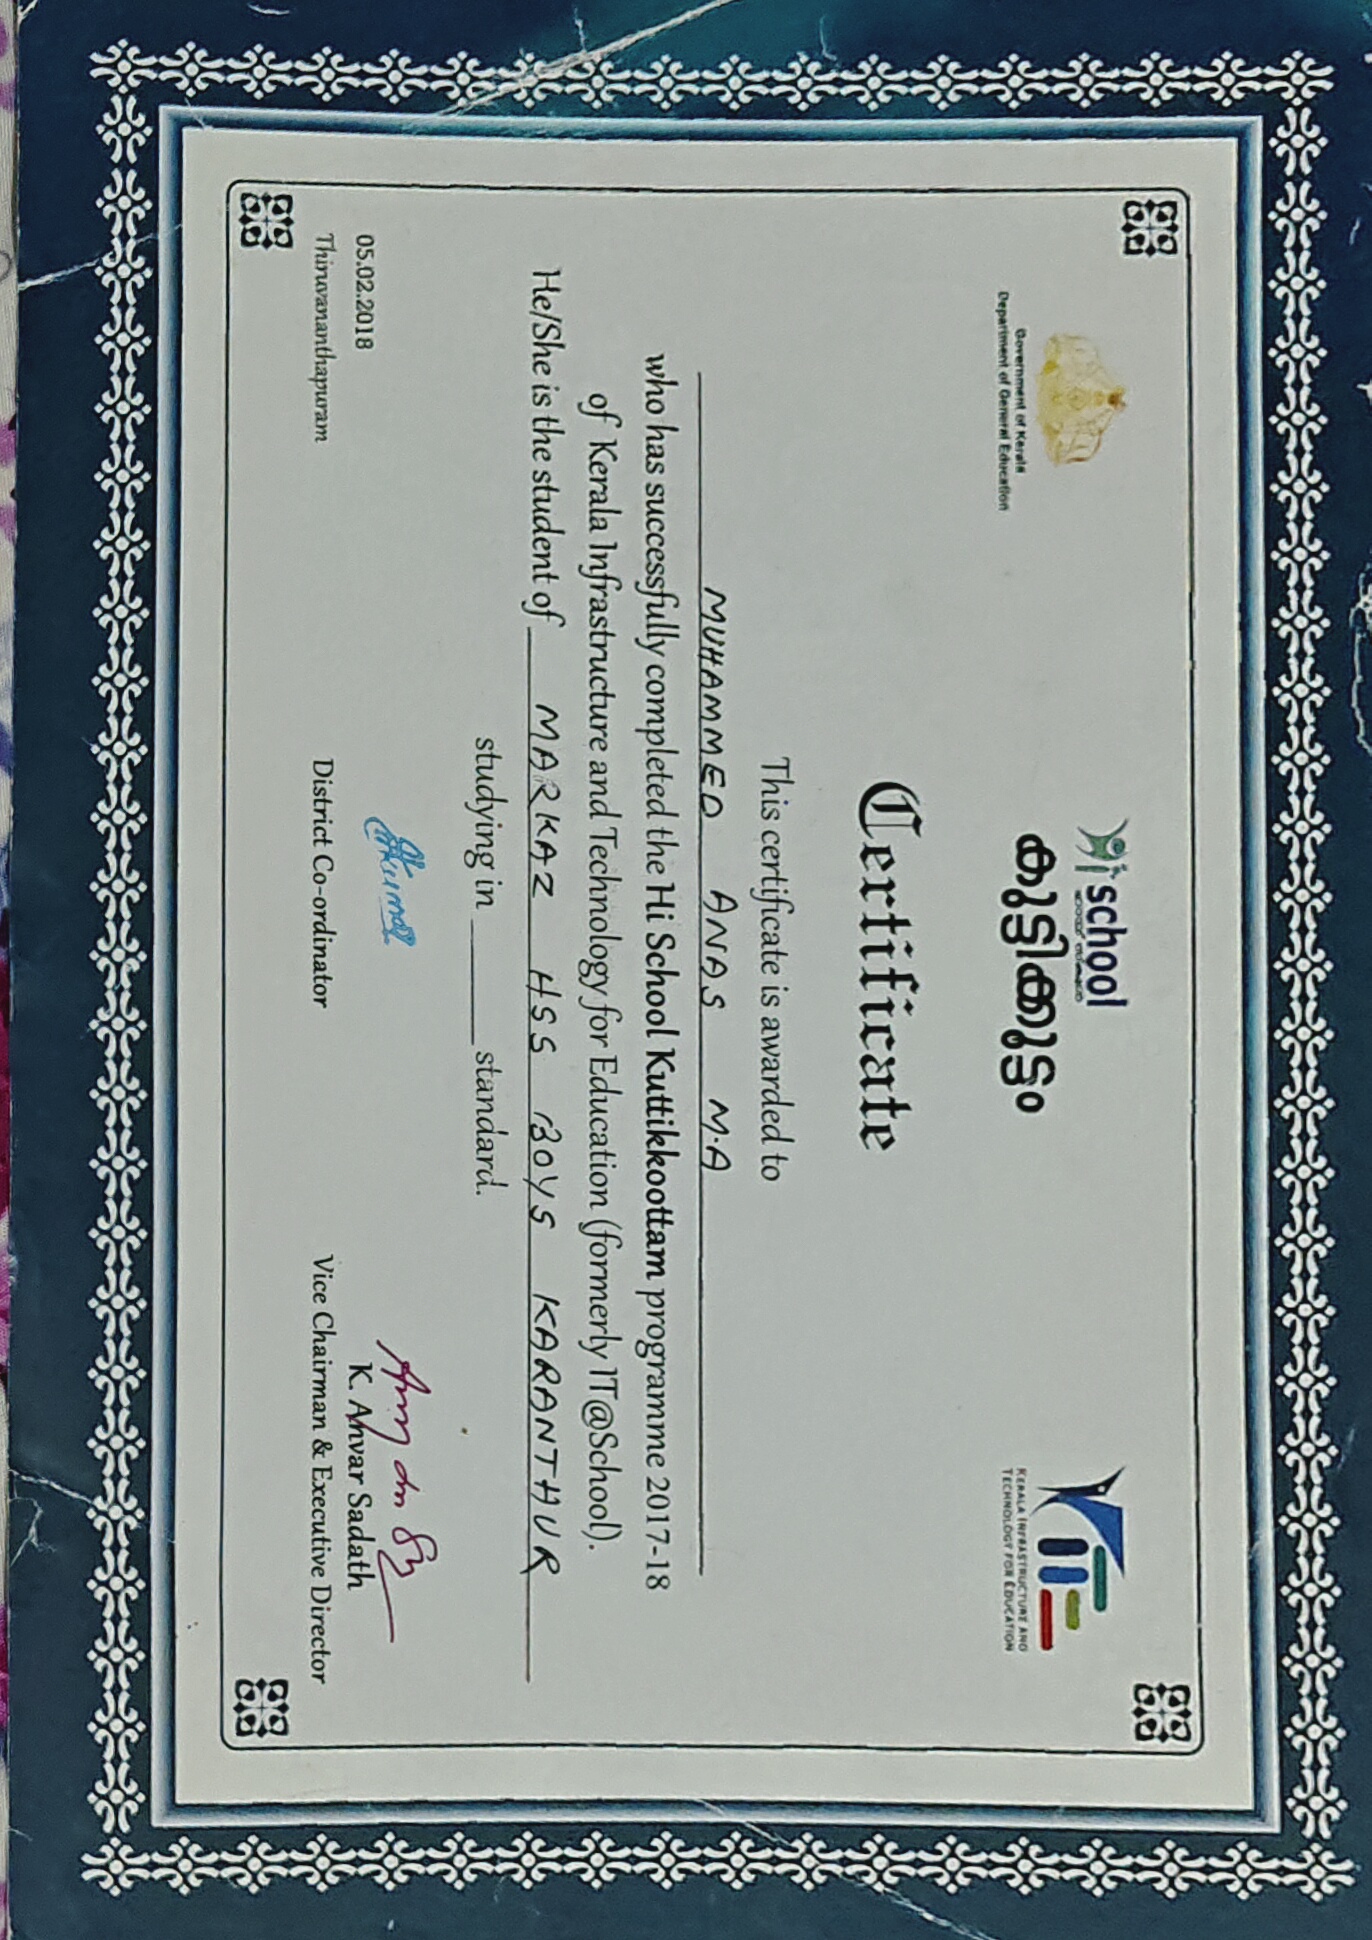 Government of Kerala
Department of General Education
Hi school
കുട്ടിക്കൂട്ടം
KERALA INFRASTRUCTURE AND
TECHNOLOGY FOR EDUCATION
Certificate
This certificate is awarded to
MUHAMMED ANAS M.A
who has successfully completed the Hi School Kuttikkoottam programme 2017-18
of Kerala Infrastructure and Technology for Education (formerly IT@School).
He/She is the student of MARKAZ HSS BOYS KARANTHUR
studying in ______ standard.
05.02.2018
Thiruvananthapuram
District Co-ordinator
K. Anvar Sadath
Vice Chairman & Executive Director